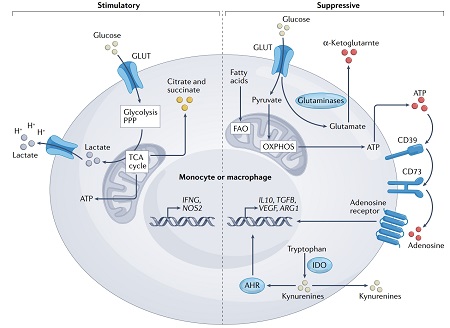 Stimulatory
Suppressive
Glucose
GLUT
Citrate and
succinate
Glycolysis
PPP
H⁺
H⁺
H⁺
Lactate
Lactate
TCA
cycle
ATP
Monocyte or macrophage
IFNG,
NOS2
Glucose
GLUT
α-Ketoglutarnte
Fatty
acids
Pyruvate
Glutaminases
Glutamate
FAO
OXPHOS
ATP
ATP
CD39
CD73
Adenosine
receptor
Adenosine
IL10, TGFB,
VEGF, ARG1
Tryptophan
IDO
AHR
Kynurenines
Kynurenines